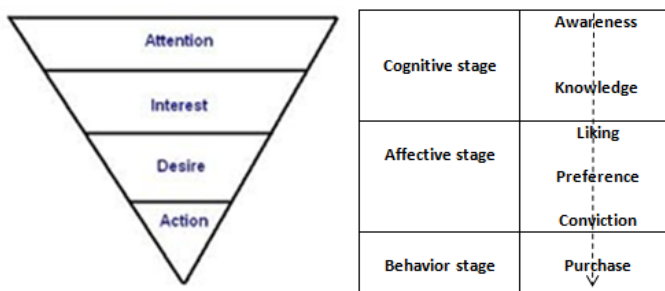 Attention
Interest
Desire
Action
Cognitive stage
Awareness
Knowledge
Affective stage
Liking
Preference
Conviction
Behavior stage
Purchase